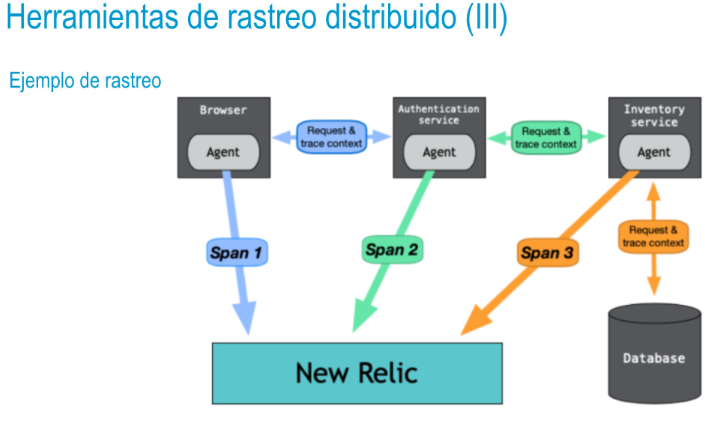 Herramientas de rastreo distribuido (III)
Ejemplo de rastreo
Browser
Agent
Request &
trace context
Authentication
service
Agent
Request &
trace context
Inventory
service
Agent
Span 1
Span 2
Span 3
Request &
trace context
New Relic
Database